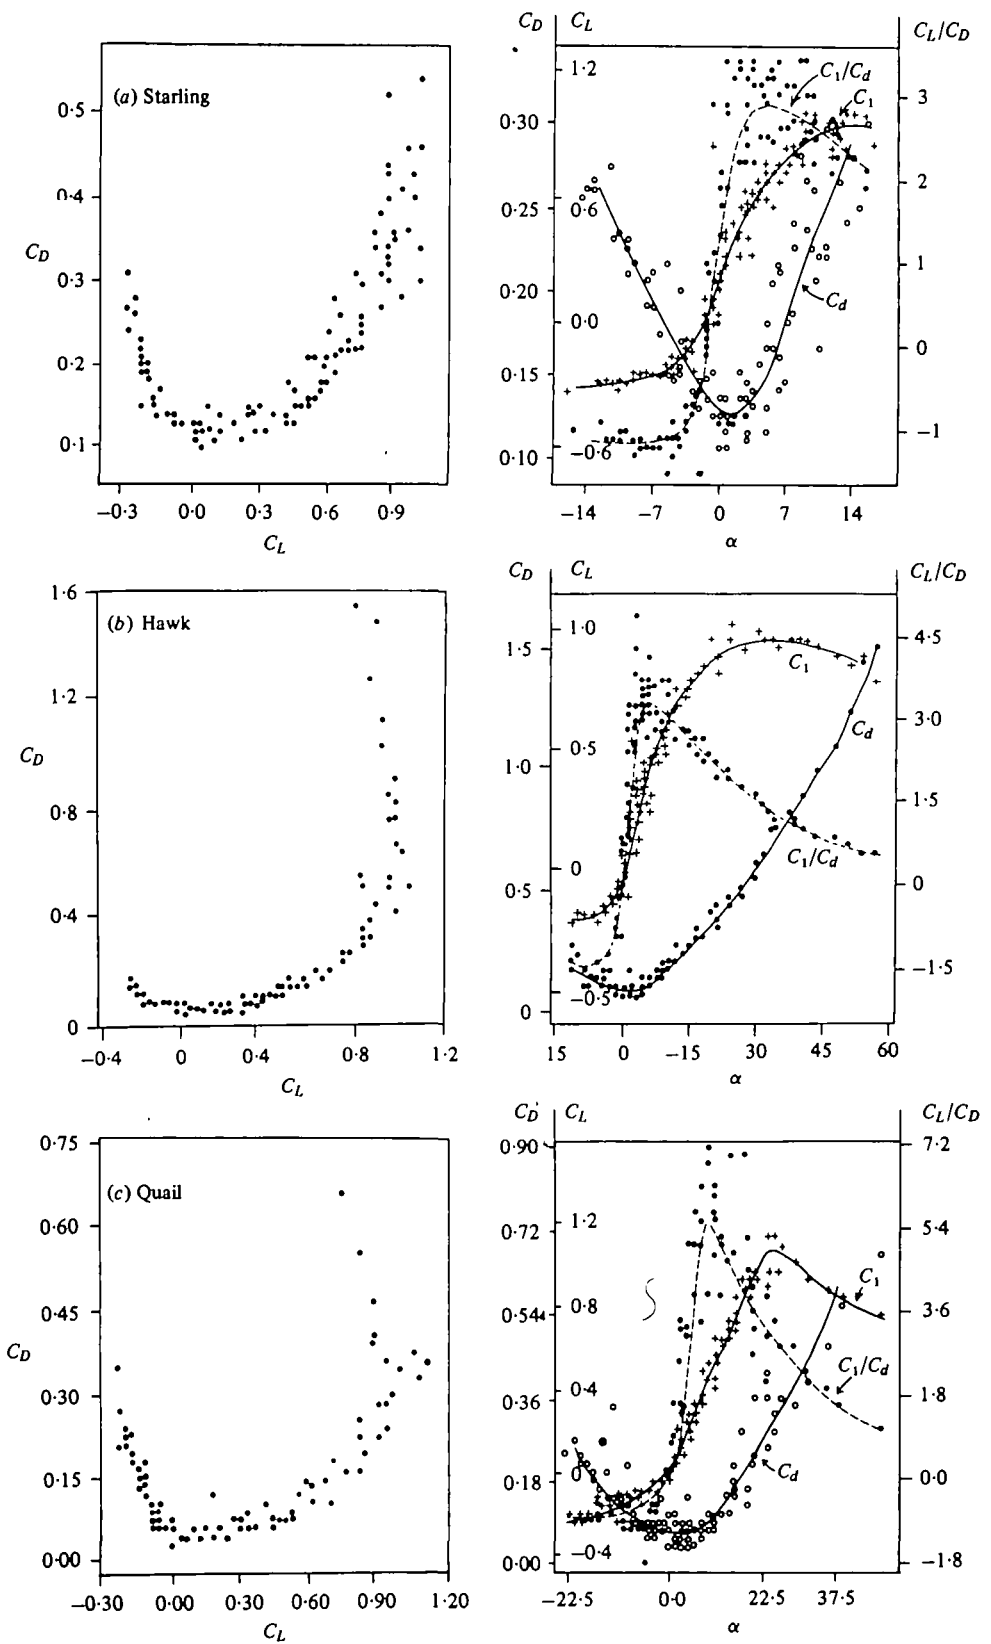 (a) Starling
C_D
0·5
0·4
0·3
0·2
0·1
−0·3 0·0 0·3 0·6 0·9
C_L
C_D C_L C_L/C_D
0·30
0·25
0·20
0·15
0·10
1·2
0·6
0·0
−0·6
3
2
1
0
−1
C_1/C_d
C_1
C_d
−14 −7 0 7 14
α
(b) Hawk
C_D
1·6
1·2
0·8
0·4
0
−0·4 0 0·4 0·8 1·2
C_L
C_D C_L C_L/C_D
1·5
1·0
0·5
0
1·0
0·5
0
−0·5
4·5
3·0
1·5
0
−1·5
C_1
C_d
C_1/C_d
15 0 −15 30 45 60
α
(c) Quail
C_D
0·75
0·60
0·45
0·30
0·15
0·00
−0·30 0·00 0·30 0·60 0·90 1·20
C_L
C_D C_L C_L/C_D
0·90
0·72
0·54
0·36
0·18
0·00
1·2
0·8
0·4
0
−0·4
7·2
5·4
3·6
1·8
0·0
−1·8
C_1
C_1/C_d
C_d
−22·5 0·0 22·5 37·5
α